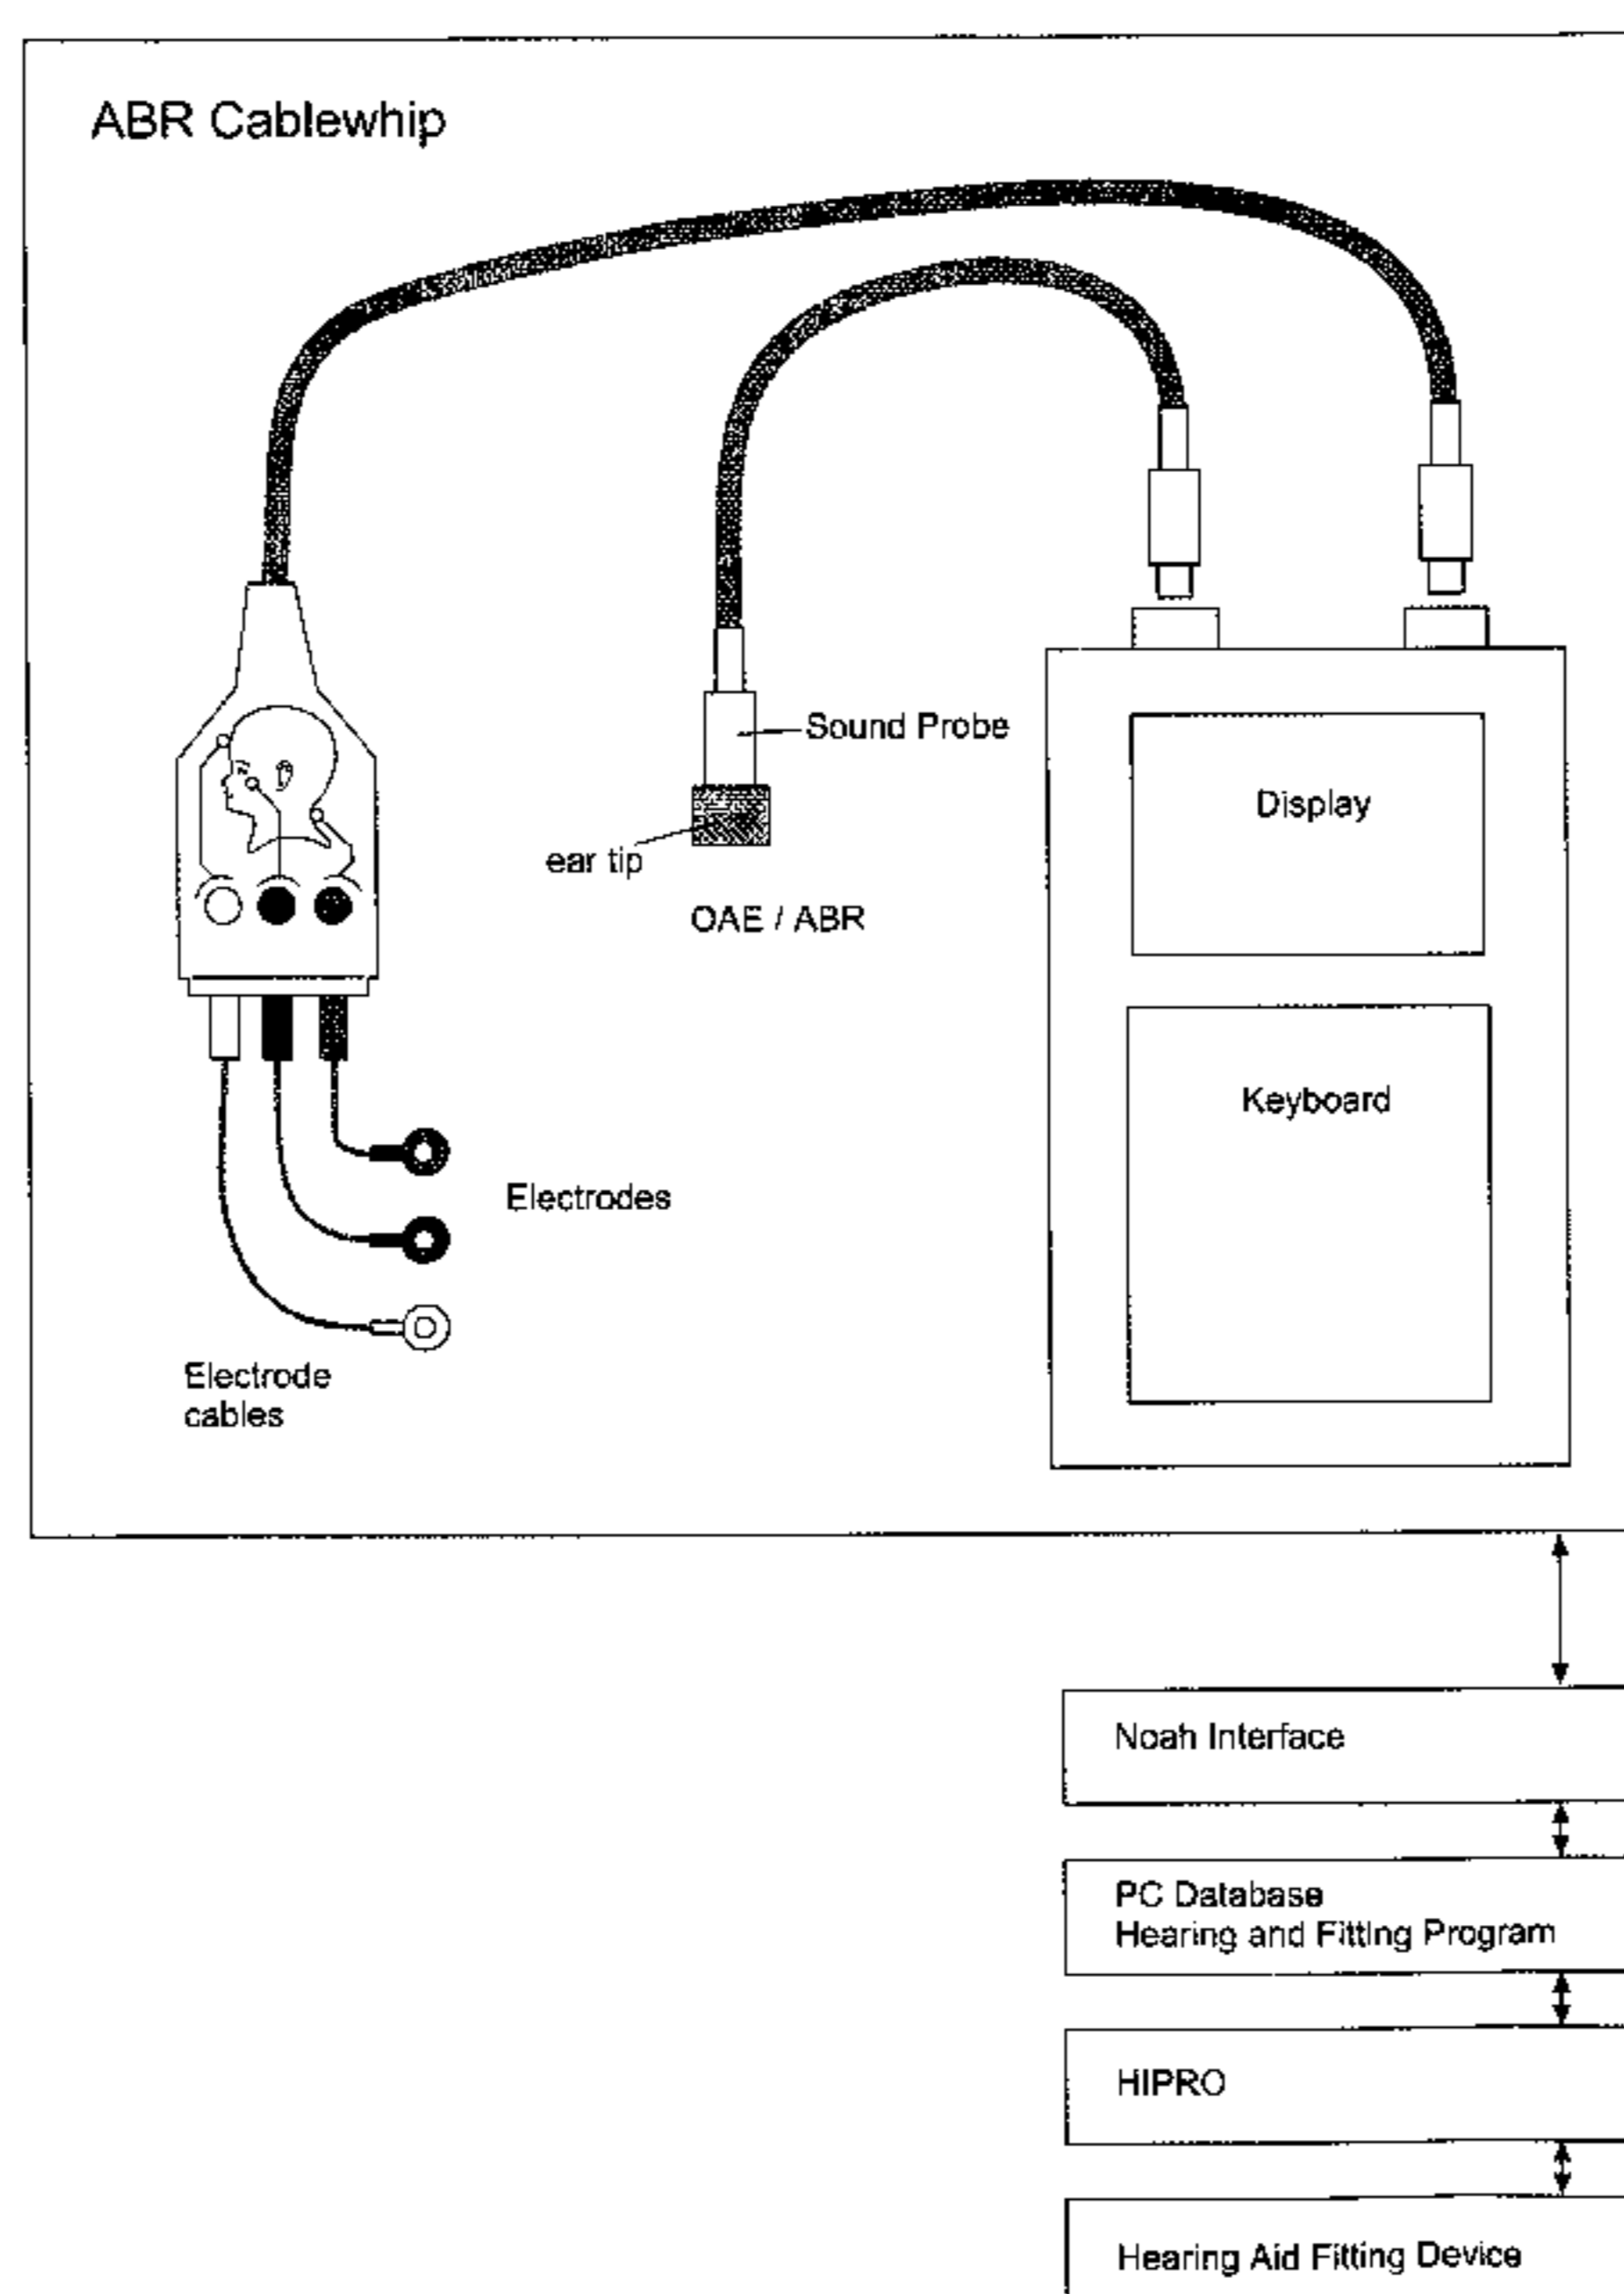 ABR Cablewhip
Sound Probe
Display
ear tip
OAE / ABR
Keyboard
Electrodes
Electrode
cables
Noah Interface
PC Database
Hearing and Fitting Program
HIPRO
Hearing Aid Fitting Device